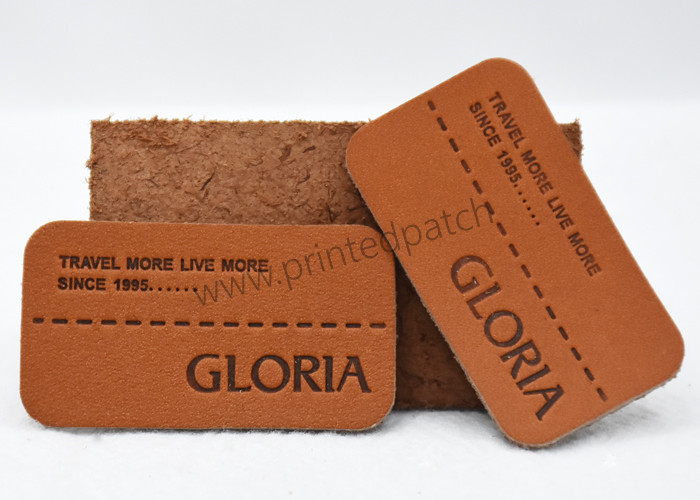 TRAVEL MORE LIVE MORE
SINCE 1995......
GLORIA
TRAVEL MORE LIVE MORE
SINCE 1995......
GLORIA
www.printedpatch